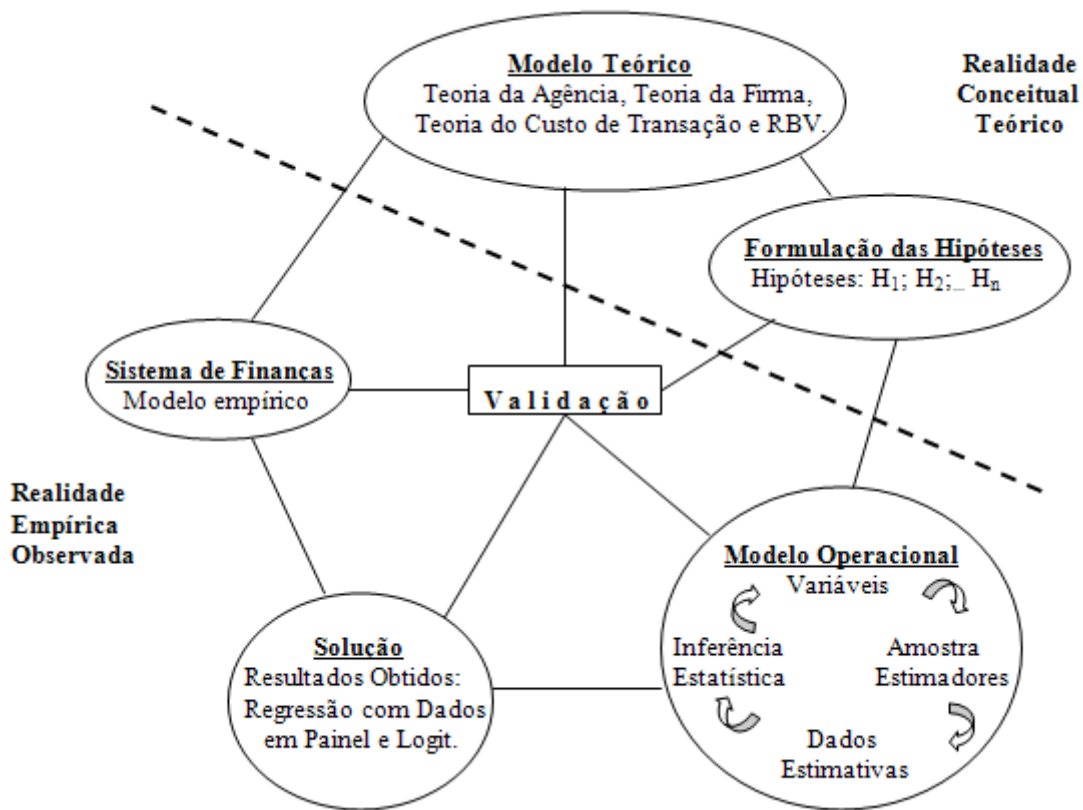 Modelo Teórico
Teoria da Agência, Teoria da Firma,
Teoria do Custo de Transação e RBV.
Realidade
Conceitual
Teórico
Formulação das Hipóteses
Hipóteses: H₁; H₂;... Hₙ
Sistema de Finanças
Modelo empírico
Validação
Realidade
Empírica
Observada
Modelo Operacional
Variáveis
Inferência
Estatística
Amostra
Estimadores
Dados
Estimativas
Solução
Resultados Obtidos:
Regressão com Dados
em Painel e Logit.